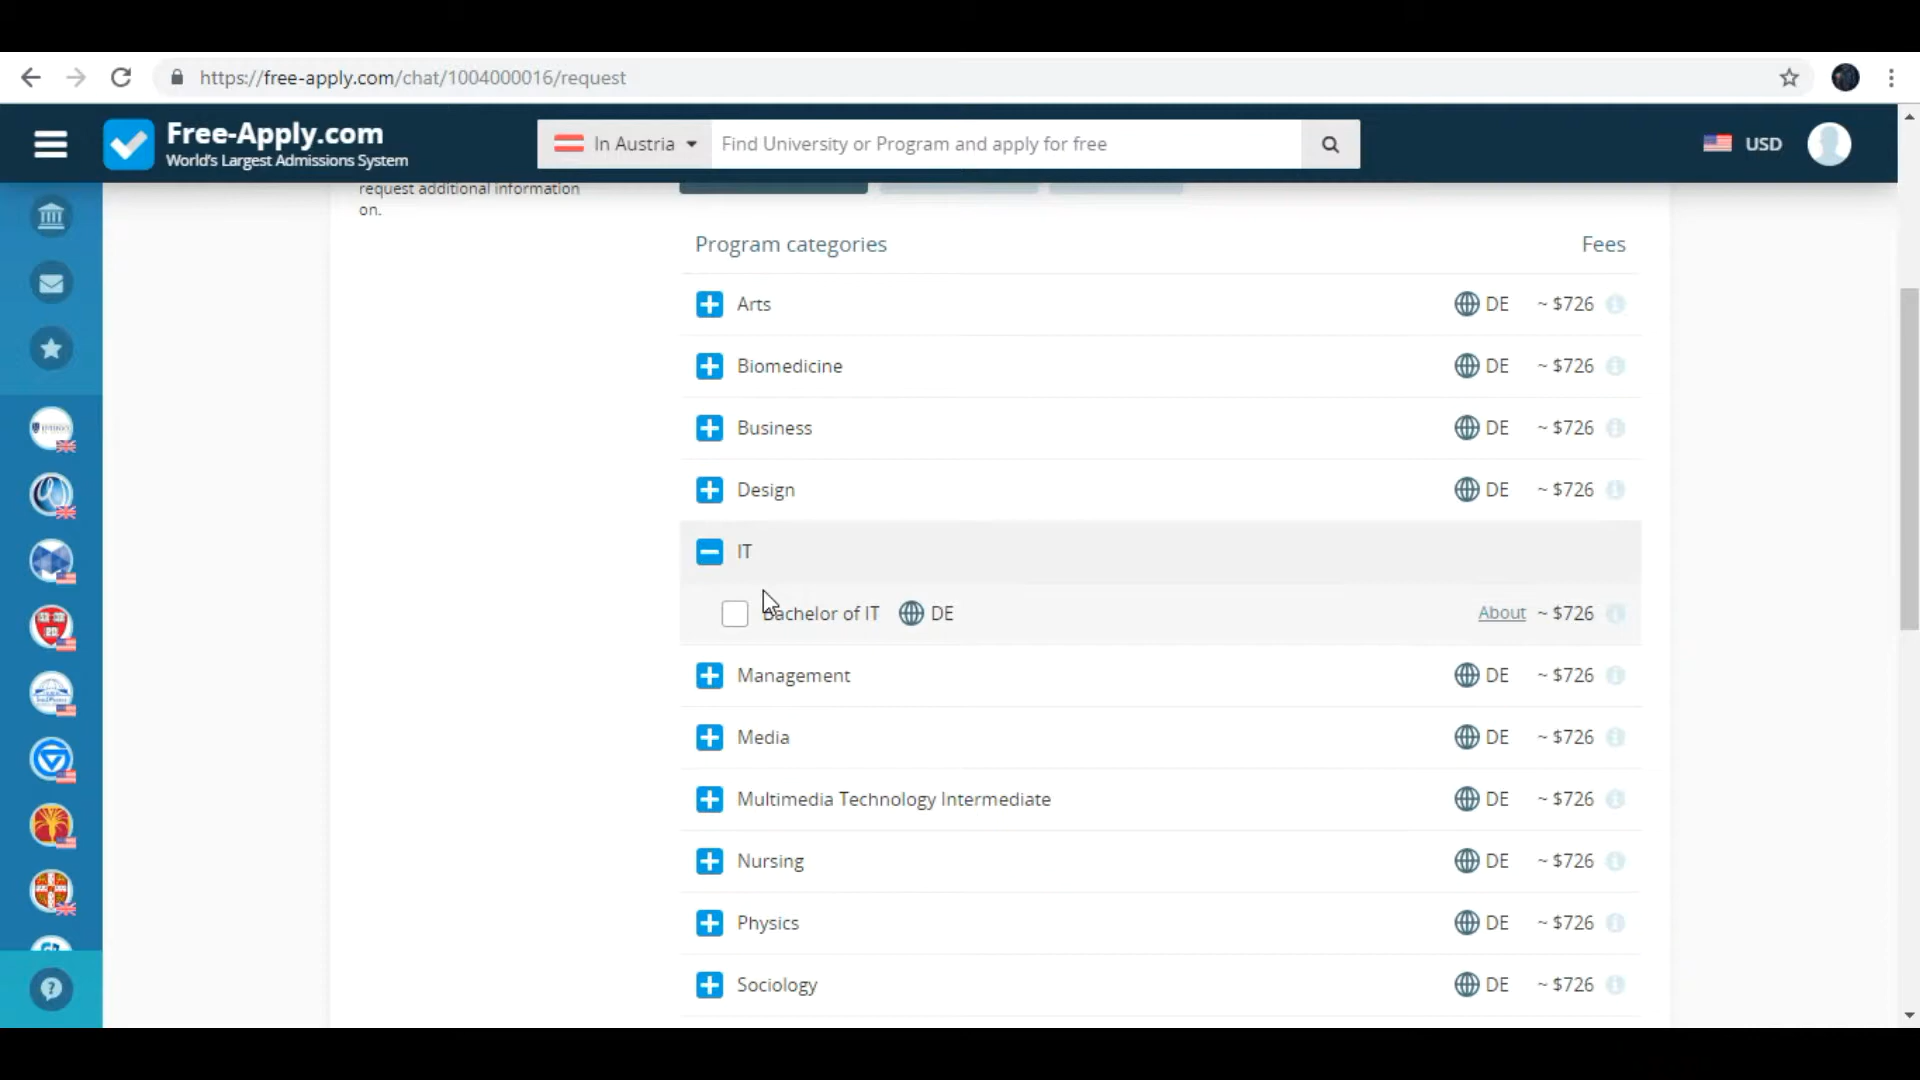 https://free-apply.com/chat/1004000016/request
Free-Apply.com
World's Largest Admissions System
In Austria
Find University or Program and apply for free
USD
request additional information
on.
Program categories
Fees
Arts
DE
~ $726
Biomedicine
DE
~ $726
Business
DE
~ $726
Design
DE
~ $726
IT
Bachelor of IT
DE
About
~ $726
Management
DE
~ $726
Media
DE
~ $726
Multimedia Technology Intermediate
DE
~ $726
Nursing
DE
~ $726
Physics
DE
~ $726
Sociology
DE
~ $726